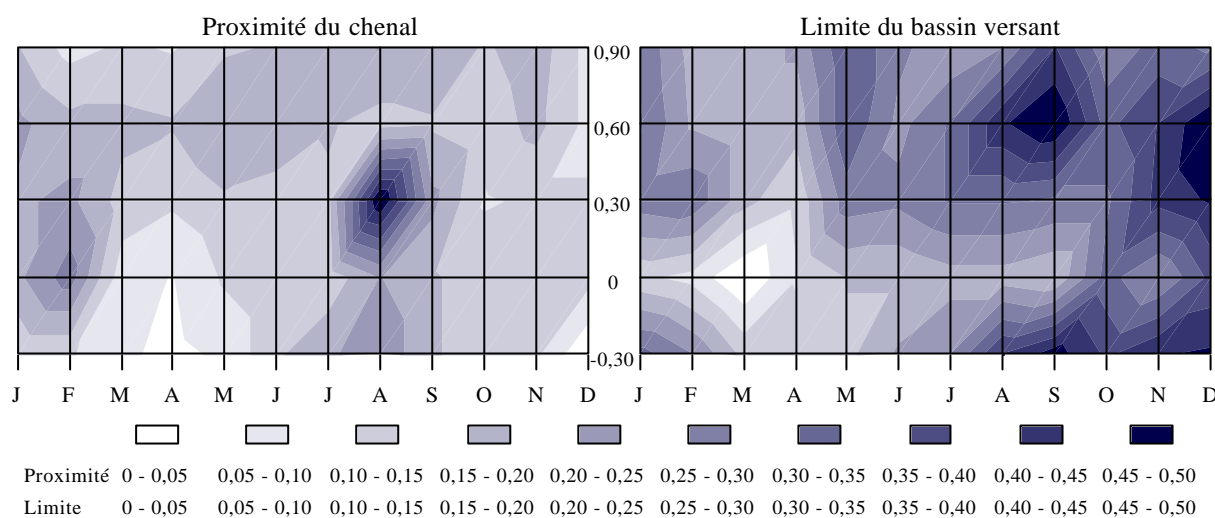 Proximité du chenal
Limite du bassin versant
0,90
0,60
0,30
0
-0,30
J F M A M J J A S O N D
J F M A M J J A S O N D
Proximité 0 - 0,05 0,05 - 0,10 0,10 - 0,15 0,15 - 0,20 0,20 - 0,25 0,25 - 0,30 0,30 - 0,35 0,35 - 0,40 0,40 - 0,45 0,45 - 0,50
Limite 0 - 0,05 0,05 - 0,10 0,10 - 0,15 0,15 - 0,20 0,20 - 0,25 0,25 - 0,30 0,30 - 0,35 0,35 - 0,40 0,40 - 0,45 0,45 - 0,50